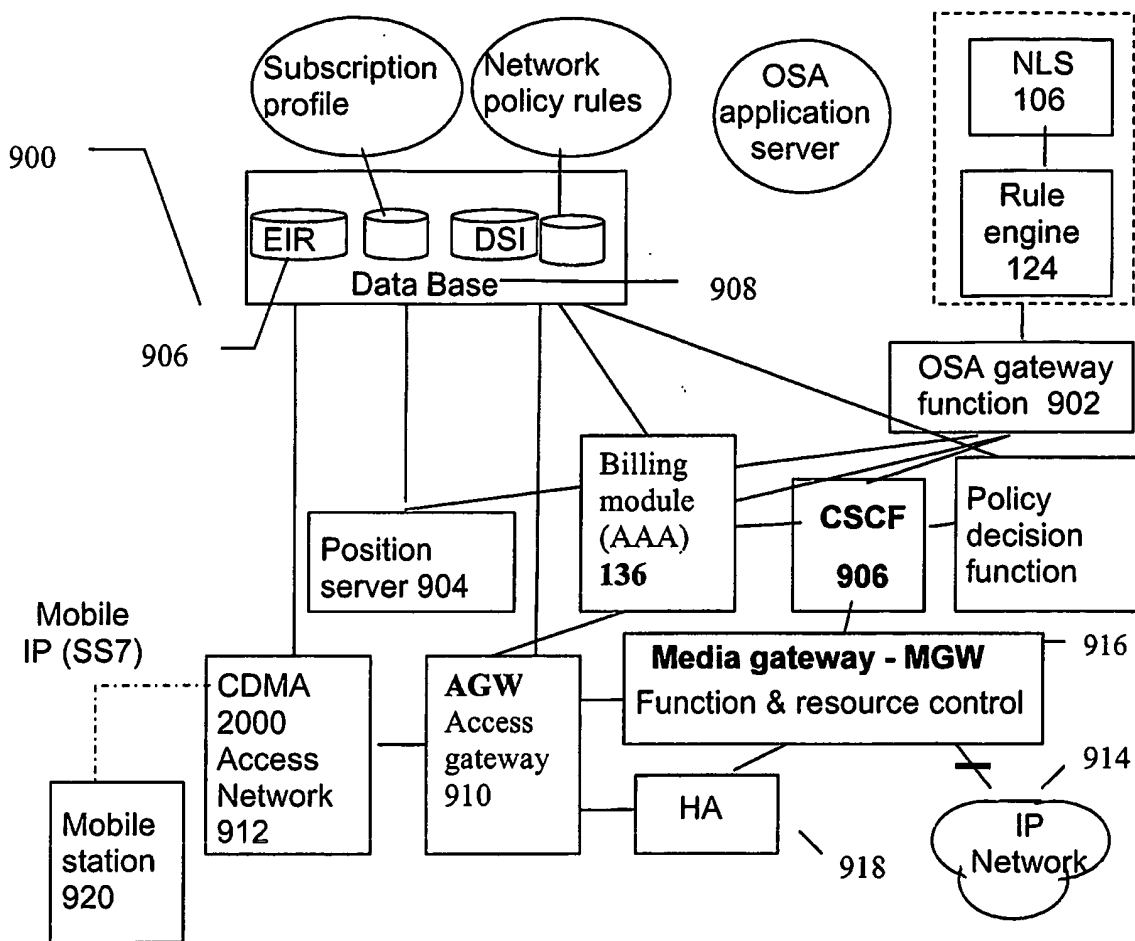 Subscription
profile
Network
policy rules
OSA
application
server
NLS
106
Rule
engine
124
900
EIR
DSI
Data Base
908
906
OSA gateway
function 902
Billing
module
(AAA)
136
CSCF
906
Policy
decision
function
Position
server 904
Mobile
IP (SS7)
CDMA
2000
Access
Network
912
AGW
Access
gateway
910
Media gateway - MGW
Function & resource control
916
914
HA
918
IP
Network
Mobile
station
920